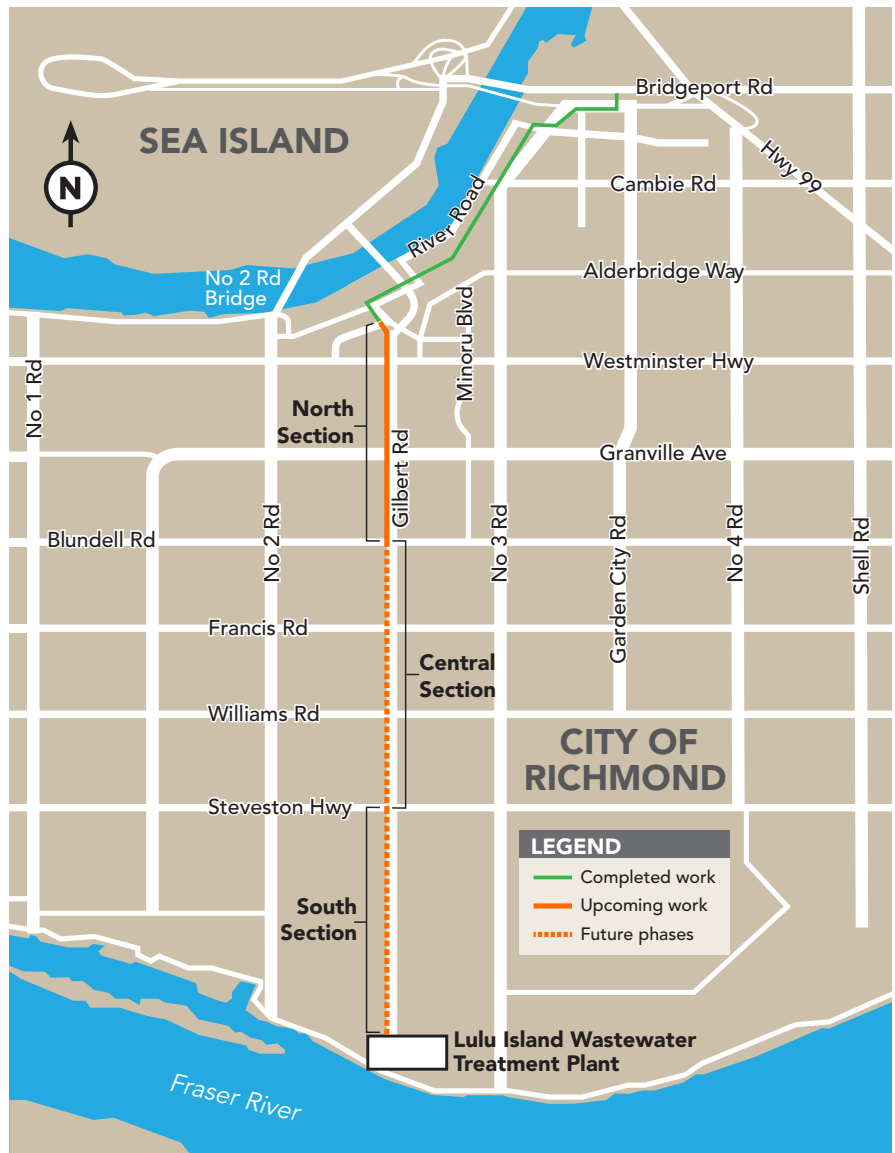 Bridgeport Rd
SEA ISLAND
Hwy 99
N
Cambie Rd
River Road
No 2 Rd
Bridge
Alderbridge Way
Minoru Blvd
Westminster Hwy
No 1 Rd
North
Section
Gilbert Rd
Granville Ave
Blundell Rd
No 2 Rd
No 3 Rd
Garden City Rd
No 4 Rd
Shell Rd
Francis Rd
Central
Section
Williams Rd
CITY OF
RICHMOND
Steveston Hwy
LEGEND
Completed work
Upcoming work
Future phases
South
Section
Lulu Island Wastewater
Treatment Plant
Fraser River